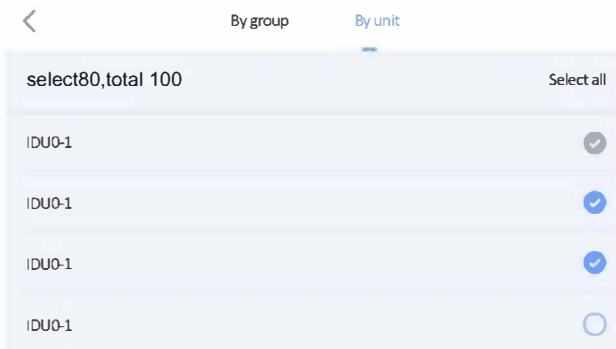 By group By unit
select80,total 100 Select all
IDU0-1
IDU0-1
IDU0-1
IDU0-1